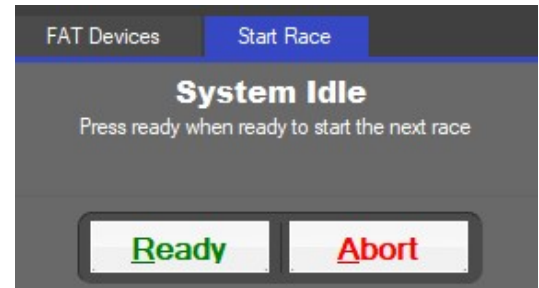 FAT Devices Start Race
System Idle
Press ready when ready to start the next race
Ready Abort